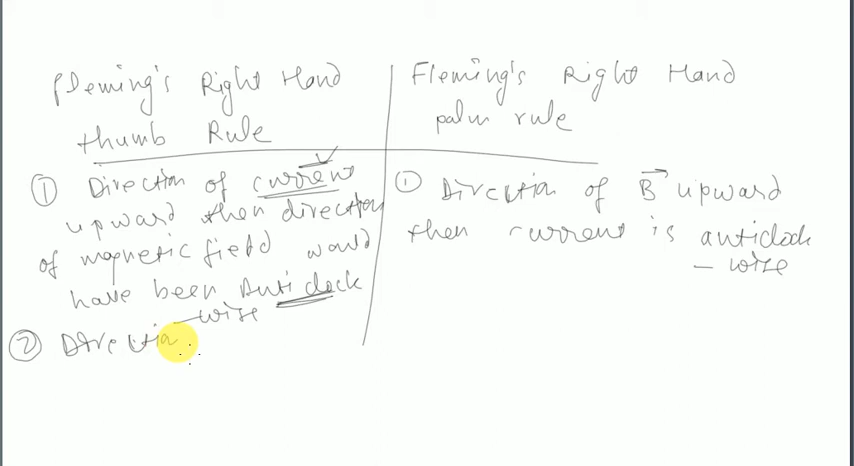 Fleming's Right Hand
thumb Rule
① Direction of current
upward then direction
of magnetic field would
have been Anti clock
-wise
② Direction
Fleming's Right Hand
palm rule
① Direction of B upward
then current is anticlock
-wise